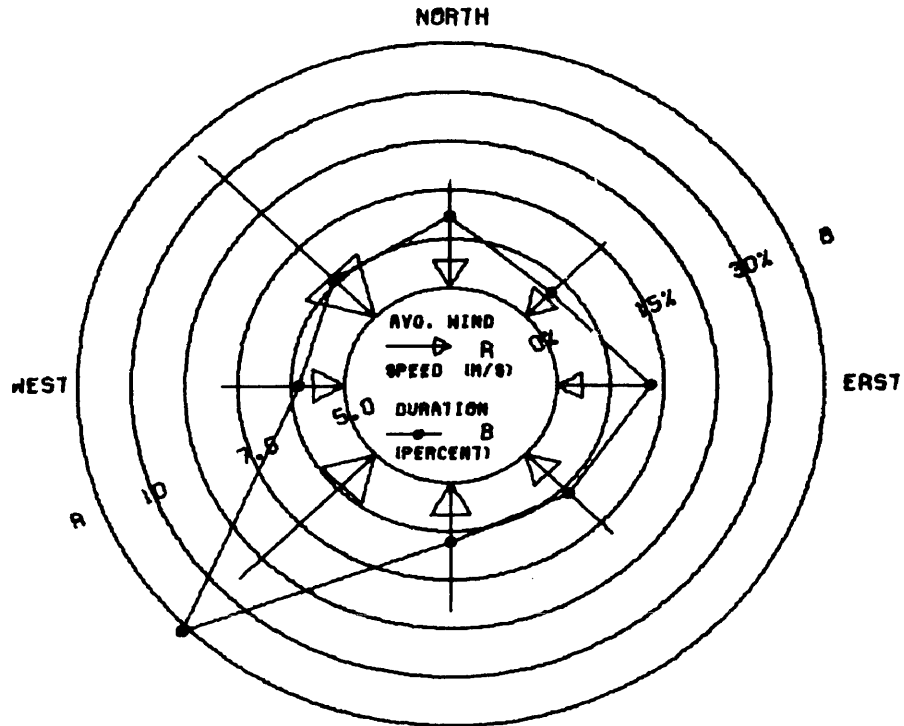 NORTH
B
30%
15%
0%
AVG. WIND
A
SPEED (M/S)
WEST
EAST
5.0
DURATION
B
(PERCENT)
7.5
10
A